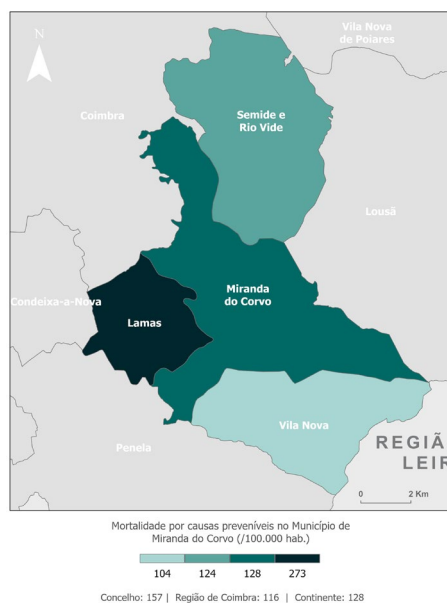 N
Vila Nova
de Poiares
Coimbra
Semide e
Rio Vide
Lousã
Condeixa-a-Nova
Miranda
do Corvo
Lamas
Vila Nova
REGIÃ
LEIR
Penela
0 2 Km
Mortalidade por causas preveníveis no Município de
Miranda do Corvo (/100.000 hab.)
104 124 128 273
Concelho: 157 | Região de Coimbra: 116 | Continente: 128